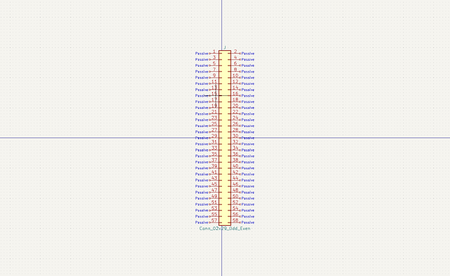 J
Passive 1 2 Passive
Passive 3 4 Passive
Passive 5 6 Passive
Passive 7 8 Passive
Passive 9 10 Passive
Passive 11 12 Passive
Passive 13 14 Passive
Passive 15 16 Passive
Passive 17 18 Passive
Passive 19 20 Passive
Passive 21 22 Passive
Passive 23 24 Passive
Passive 25 26 Passive
Passive 27 28 Passive
Passive 29 30 Passive
Passive 31 32 Passive
Passive 33 34 Passive
Passive 35 36 Passive
Passive 37 38 Passive
Passive 39 40 Passive
Passive 41 42 Passive
Passive 43 44 Passive
Passive 45 46 Passive
Passive 47 48 Passive
Passive 49 50 Passive
Passive 51 52 Passive
Passive 53 54 Passive
Passive 55 56 Passive
Passive 57 58 Passive
Conn_02x29_Odd_Even